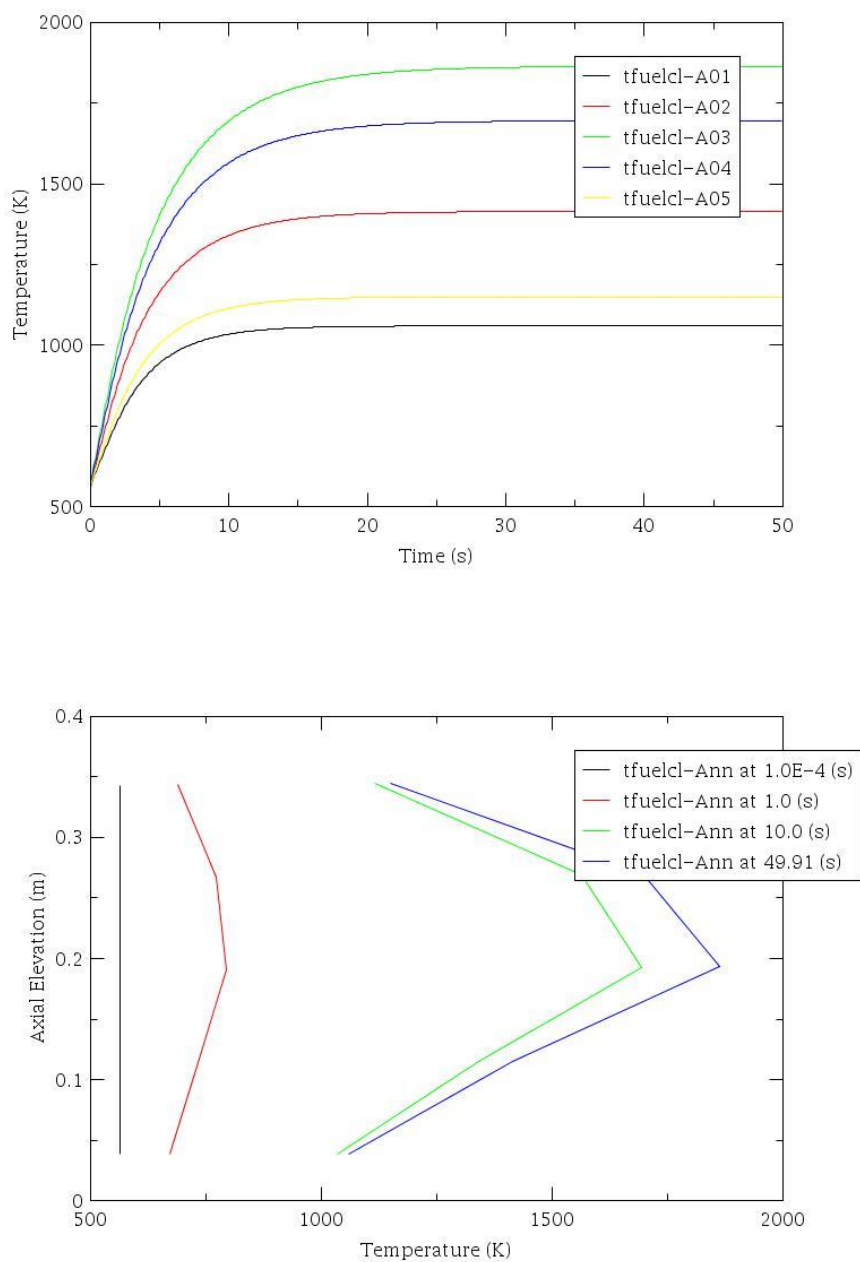 2000
1500
1000
500
Temperature (K)
tfuelcl-A01
tfuelcl-A02
tfuelcl-A03
tfuelcl-A04
tfuelcl-A05
0 10 20 30 40 50
Time (s)
0.4
0.3
0.2
0.1
0
Axial Elevation (m)
tfuelcl-Ann at 1.0E-4 (s)
tfuelcl-Ann at 1.0 (s)
tfuelcl-Ann at 10.0 (s)
tfuelcl-Ann at 49.91 (s)
500 1000 1500 2000
Temperature (K)